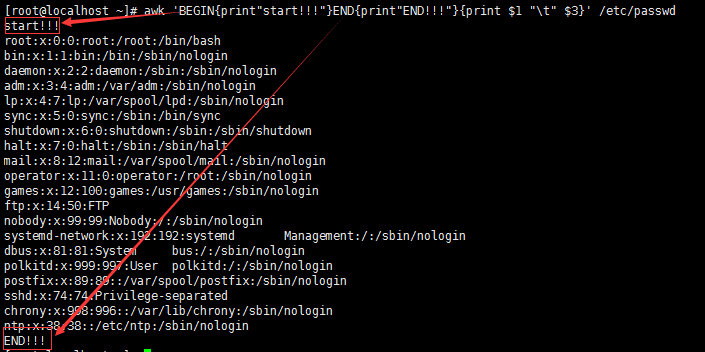 [root@localhost ~]# awk 'BEGIN{print"start!!!"}END{print"END!!!"}{print $1 "\t" $3}' /etc/passwd
start!!!
root:x:0:0:root:/root:/bin/bash
bin:x:1:1:bin:/bin:/sbin/nologin
daemon:x:2:2:daemon:/sbin:/sbin/nologin
adm:x:3:4:adm:/var/adm:/sbin/nologin
lp:x:4:7:lp:/var/spool/lpd:/sbin/nologin
sync:x:5:0:sync:/sbin:/bin/sync
shutdown:x:6:0:shutdown:/sbin:/sbin/shutdown
halt:x:7:0:halt:/sbin:/sbin/halt
mail:x:8:12:mail:/var/spool/mail:/sbin/nologin
operator:x:11:0:operator:/root:/sbin/nologin
games:x:12:100:games:/usr/games:/sbin/nologin
ftp:x:14:50:FTP
nobody:x:99:99:Nobody:/:/sbin/nologin
systemd-network:x:192:192:systemd Management:/:/sbin/nologin
dbus:x:81:81:System bus:/:/sbin/nologin
polkitd:x:999:997:User polkitd:/:/sbin/nologin
postfix:x:89:89::/var/spool/postfix:/sbin/nologin
sshd:x:74:74:Privilege-separated
chrony:x:998:996::/var/lib/chrony:/sbin/nologin
ntp:x:38:38::/etc/ntp:/sbin/nologin
END!!!